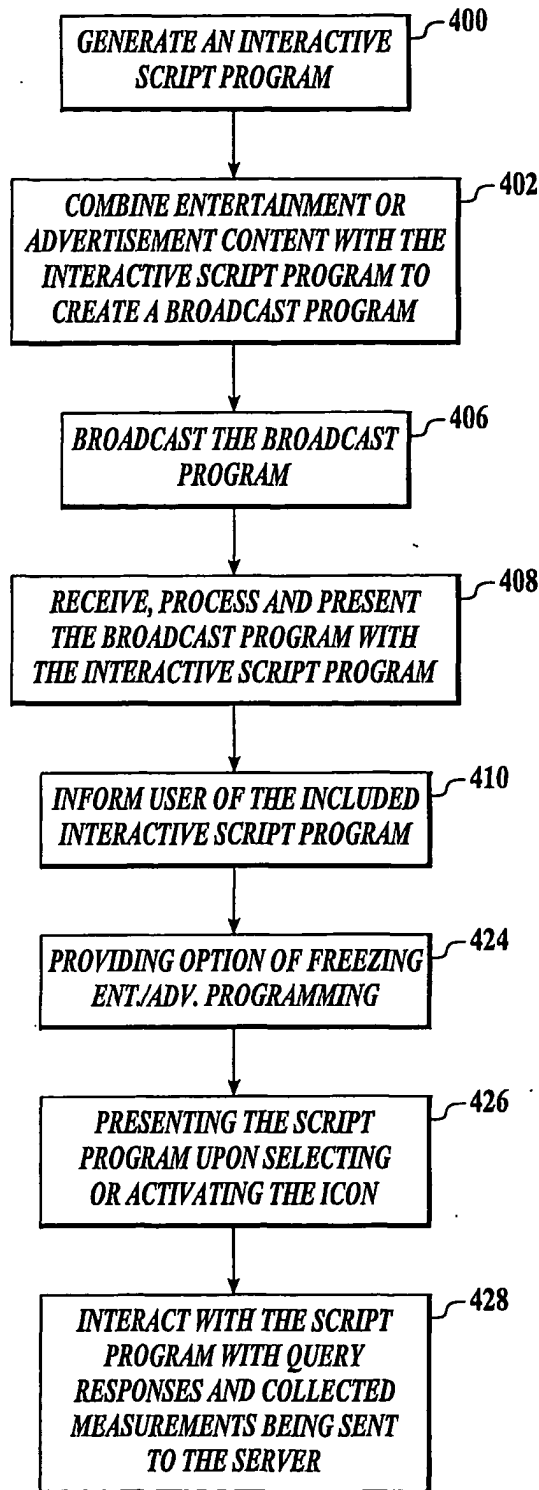 400
GENERATE AN INTERACTIVE
SCRIPT PROGRAM
402
COMBINE ENTERTAINMENT OR
ADVERTISEMENT CONTENT WITH THE
INTERACTIVE SCRIPT PROGRAM TO
CREATE A BROADCAST PROGRAM
406
BROADCAST THE BROADCAST
PROGRAM
408
RECEIVE, PROCESS AND PRESENT
THE BROADCAST PROGRAM WITH
THE INTERACTIVE SCRIPT PROGRAM
410
INFORM USER OF THE INCLUDED
INTERACTIVE SCRIPT PROGRAM
424
PROVIDING OPTION OF FREEZING
ENT./ADV. PROGRAMMING
426
PRESENTING THE SCRIPT
PROGRAM UPON SELECTING
OR ACTIVATING THE ICON
428
INTERACT WITH THE SCRIPT
PROGRAM WITH QUERY
RESPONSES AND COLLECTED
MEASUREMENTS BEING SENT
TO THE SERVER